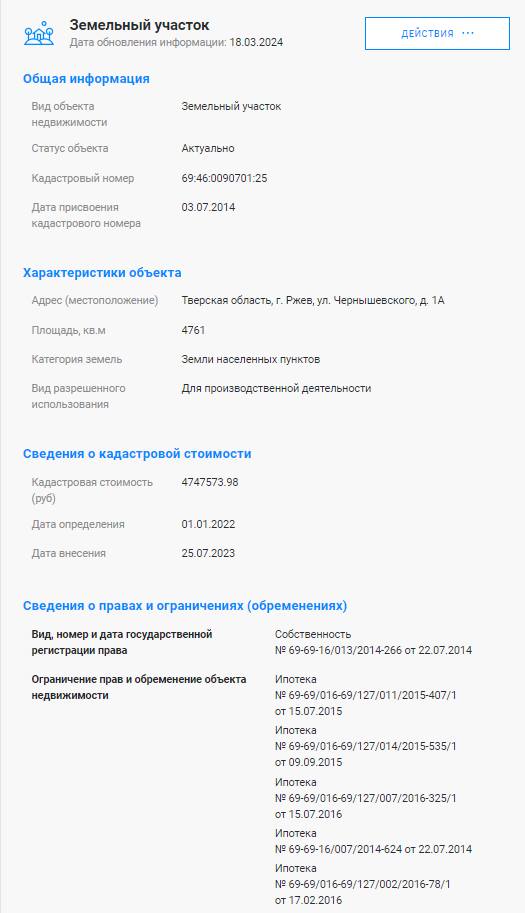 Земельный участок
Дата обновления информации: 18.03.2024
ДЕЙСТВИЯ ···
Общая информация
Вид объекта
недвижимости
Земельный участок
Статус объекта
Актуально
Кадастровый номер
69:46:0090701:25
Дата присвоения
кадастрового номера
03.07.2014
Характеристики объекта
Адрес (местоположение)
Тверская область, г. Ржев, ул. Чернышевского, д. 1А
Площадь, кв.м
4761
Категория земель
Земли населенных пунктов
Вид разрешенного
использования
Для производственной деятельности
Сведения о кадастровой стоимости
Кадастровая стоимость
(руб)
4747573.98
Дата определения
01.01.2022
Дата внесения
25.07.2023
Сведения о правах и ограничениях (обременениях)
Вид, номер и дата государственной
регистрации права
Собственность
№ 69-69-16/013/2014-266 от 22.07.2014
Ограничение прав и обременение объекта
недвижимости
Ипотека
№ 69-69/016-69/127/011/2015-407/1
от 15.07.2015
Ипотека
№ 69-69/016-69/127/014/2015-535/1
от 09.09.2015
Ипотека
№ 69-69/016-69/127/007/2016-325/1
от 15.07.2016
Ипотека
№ 69-69-16/007/2014-624 от 22.07.2014
Ипотека
№ 69-69/016-69/127/002/2016-78/1
от 17.02.2016